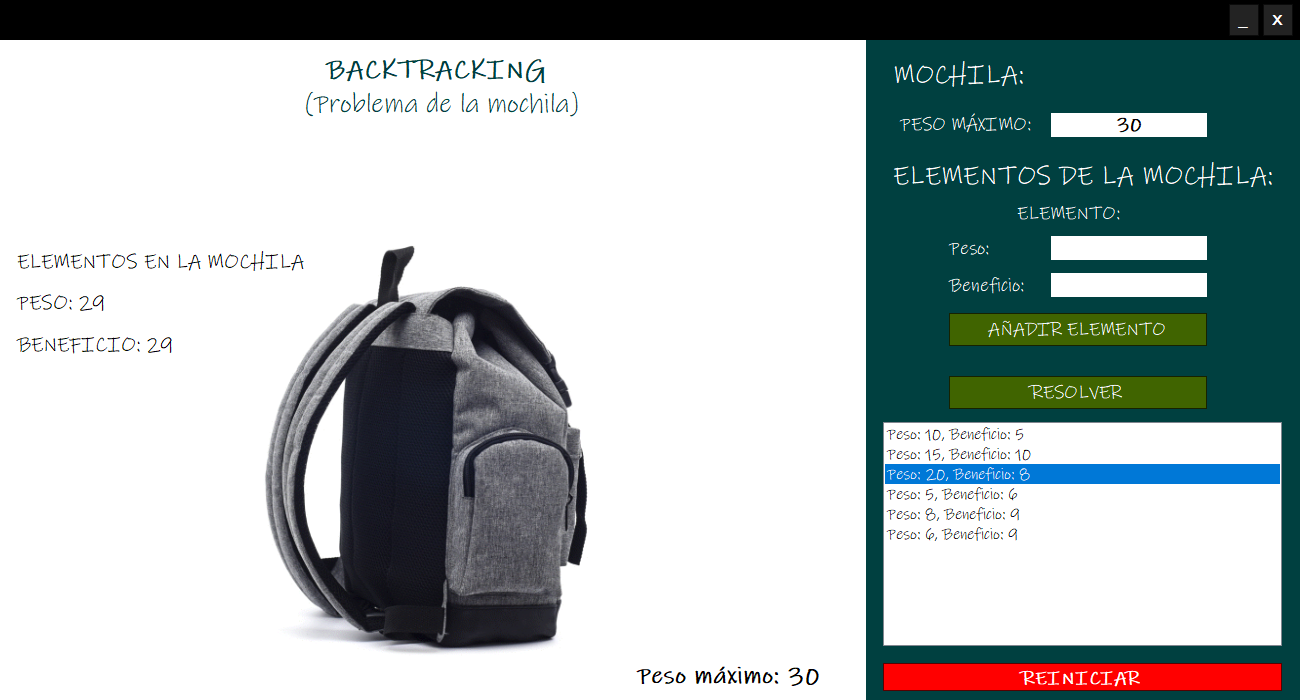 _ X
BACKTRACKING
(Problema de la mochila)
ELEMENTOS EN LA MOCHILA
PESO: 29
BENEFICIO: 29
Peso máximo: 30
MOCHILA:
PESO MÁXIMO: 30
ELEMENTOS DE LA MOCHILA:
ELEMENTO:
Peso:
Beneficio:
AÑADIR ELEMENTO
RESOLVER
Peso: 10, Beneficio: 5
Peso: 15, Beneficio: 10
Peso: 20, Beneficio: 8
Peso: 5, Beneficio: 6
Peso: 8, Beneficio: 9
Peso: 6, Beneficio: 9
REINICIAR